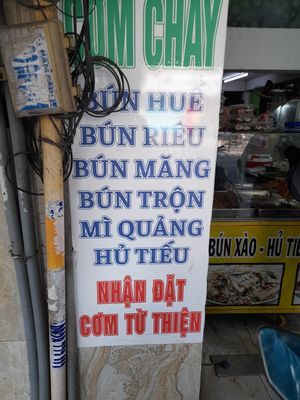 CƠM CHAY
BÚN HUẾ
BÚN RIÊU
BÚN MĂNG
BÚN TRỘN
MÌ QUẢNG
HỦ TIẾU
NHẬN ĐẶT
CƠM TỪ THIỆN
BÚN XÀO - HỦ TIẾ